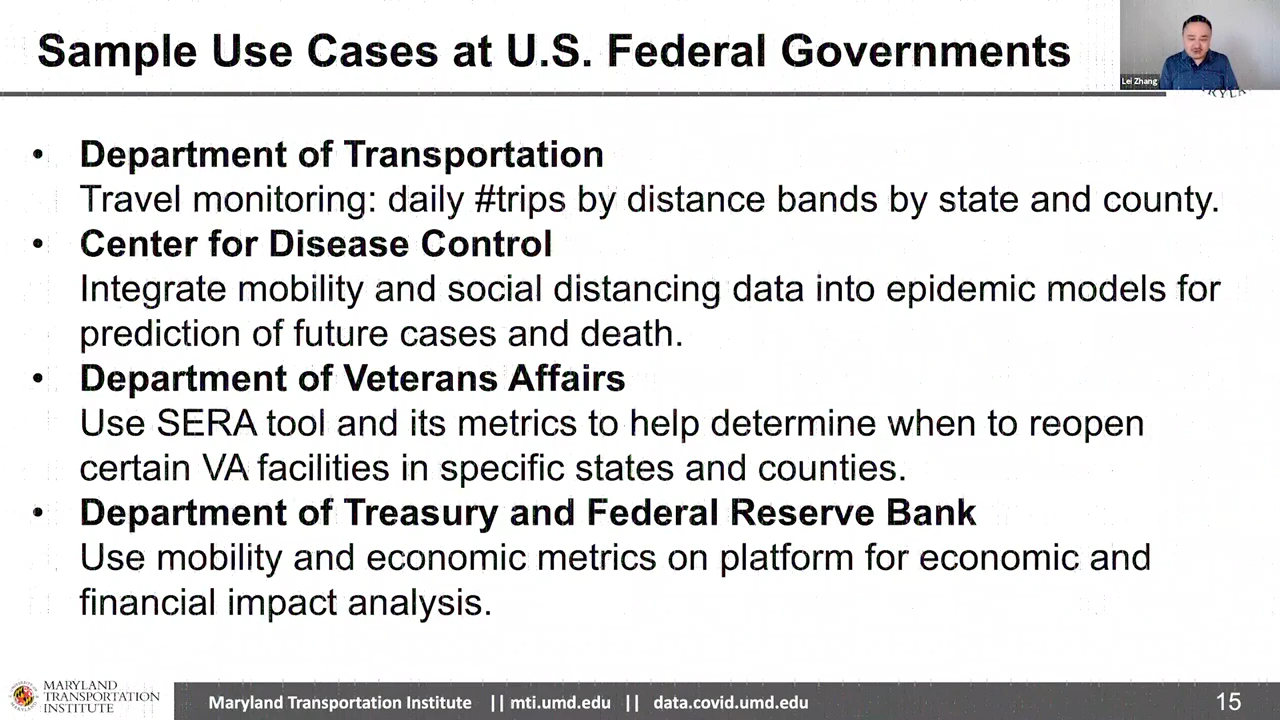 Sample Use Cases at U.S. Federal Governments
Lei Zhang
• Department of Transportation
Travel monitoring: daily #trips by distance bands by state and county.
• Center for Disease Control
Integrate mobility and social distancing data into epidemic models for
prediction of future cases and death.
• Department of Veterans Affairs
Use SERA tool and its metrics to help determine when to reopen
certain VA facilities in specific states and counties.
• Department of Treasury and Federal Reserve Bank
Use mobility and economic metrics on platform for economic and
financial impact analysis.
MARYLAND
TRANSPORTATION
INSTITUTE
Maryland Transportation Institute || mti.umd.edu || data.covid.umd.edu
15